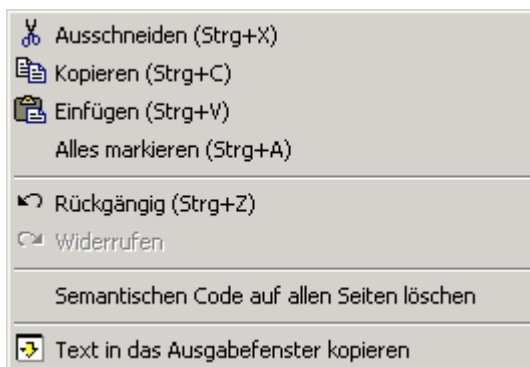 Ausschneiden (Strg+X)
Kopieren (Strg+C)
Einfügen (Strg+V)
Alles markieren (Strg+A)
Rückgängig (Strg+Z)
Widerrufen
Semantischen Code auf allen Seiten löschen
Text in das Ausgabefenster kopieren